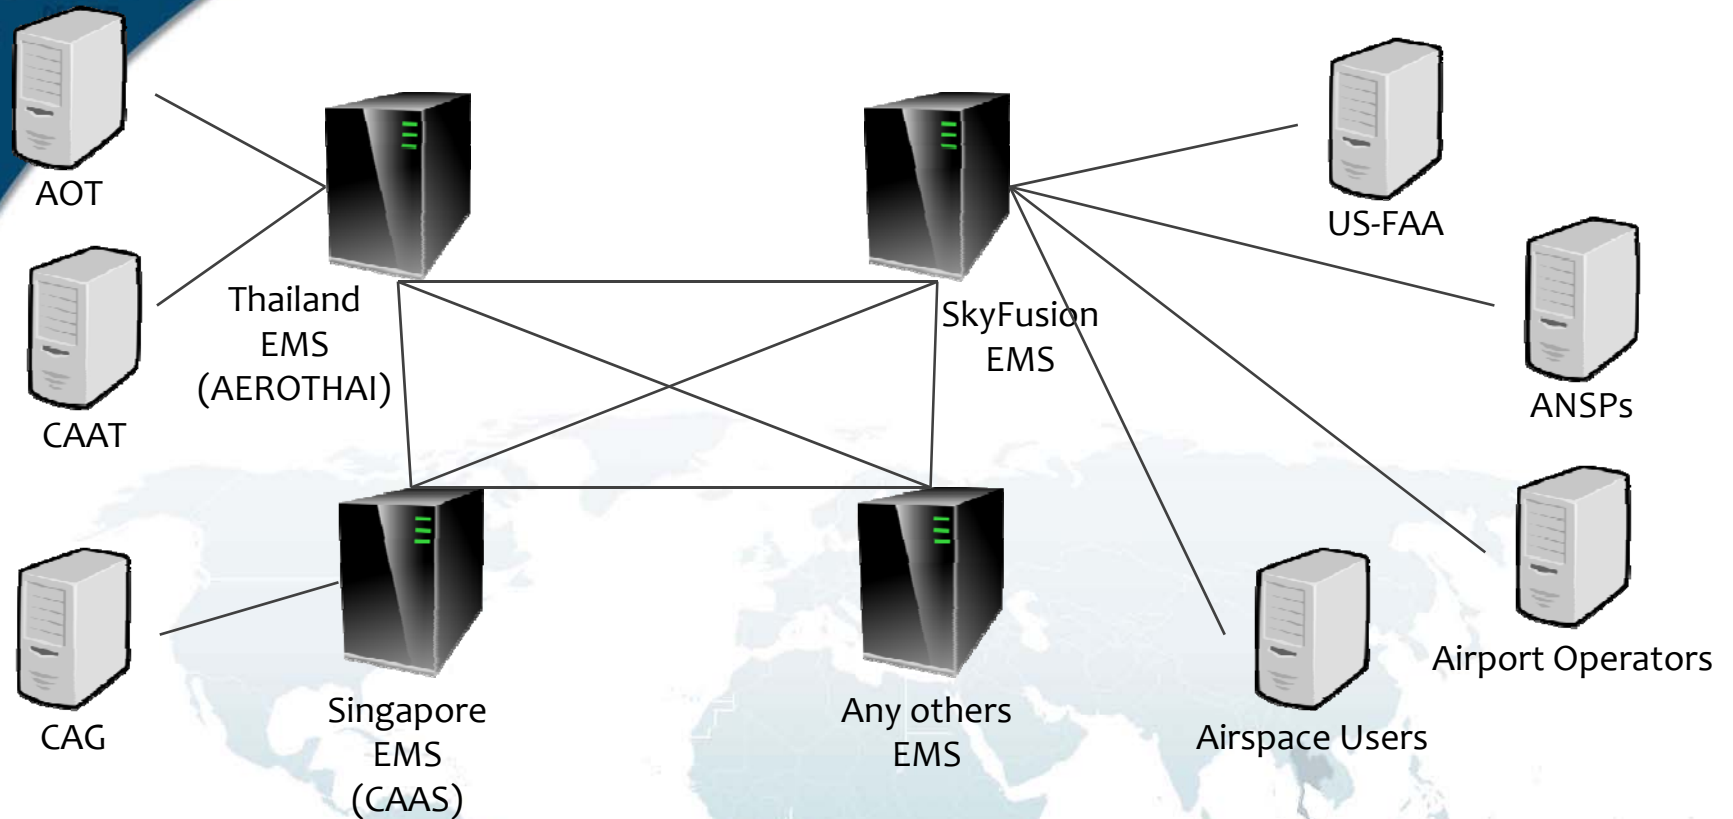 AOT
US-FAA
Thailand
EMS
(AEROTHAI)
SkyFusion
EMS
ANSPs
CAAT
Airport Operators
CAG
Singapore
EMS
(CAAS)
Any others
EMS
Airspace Users